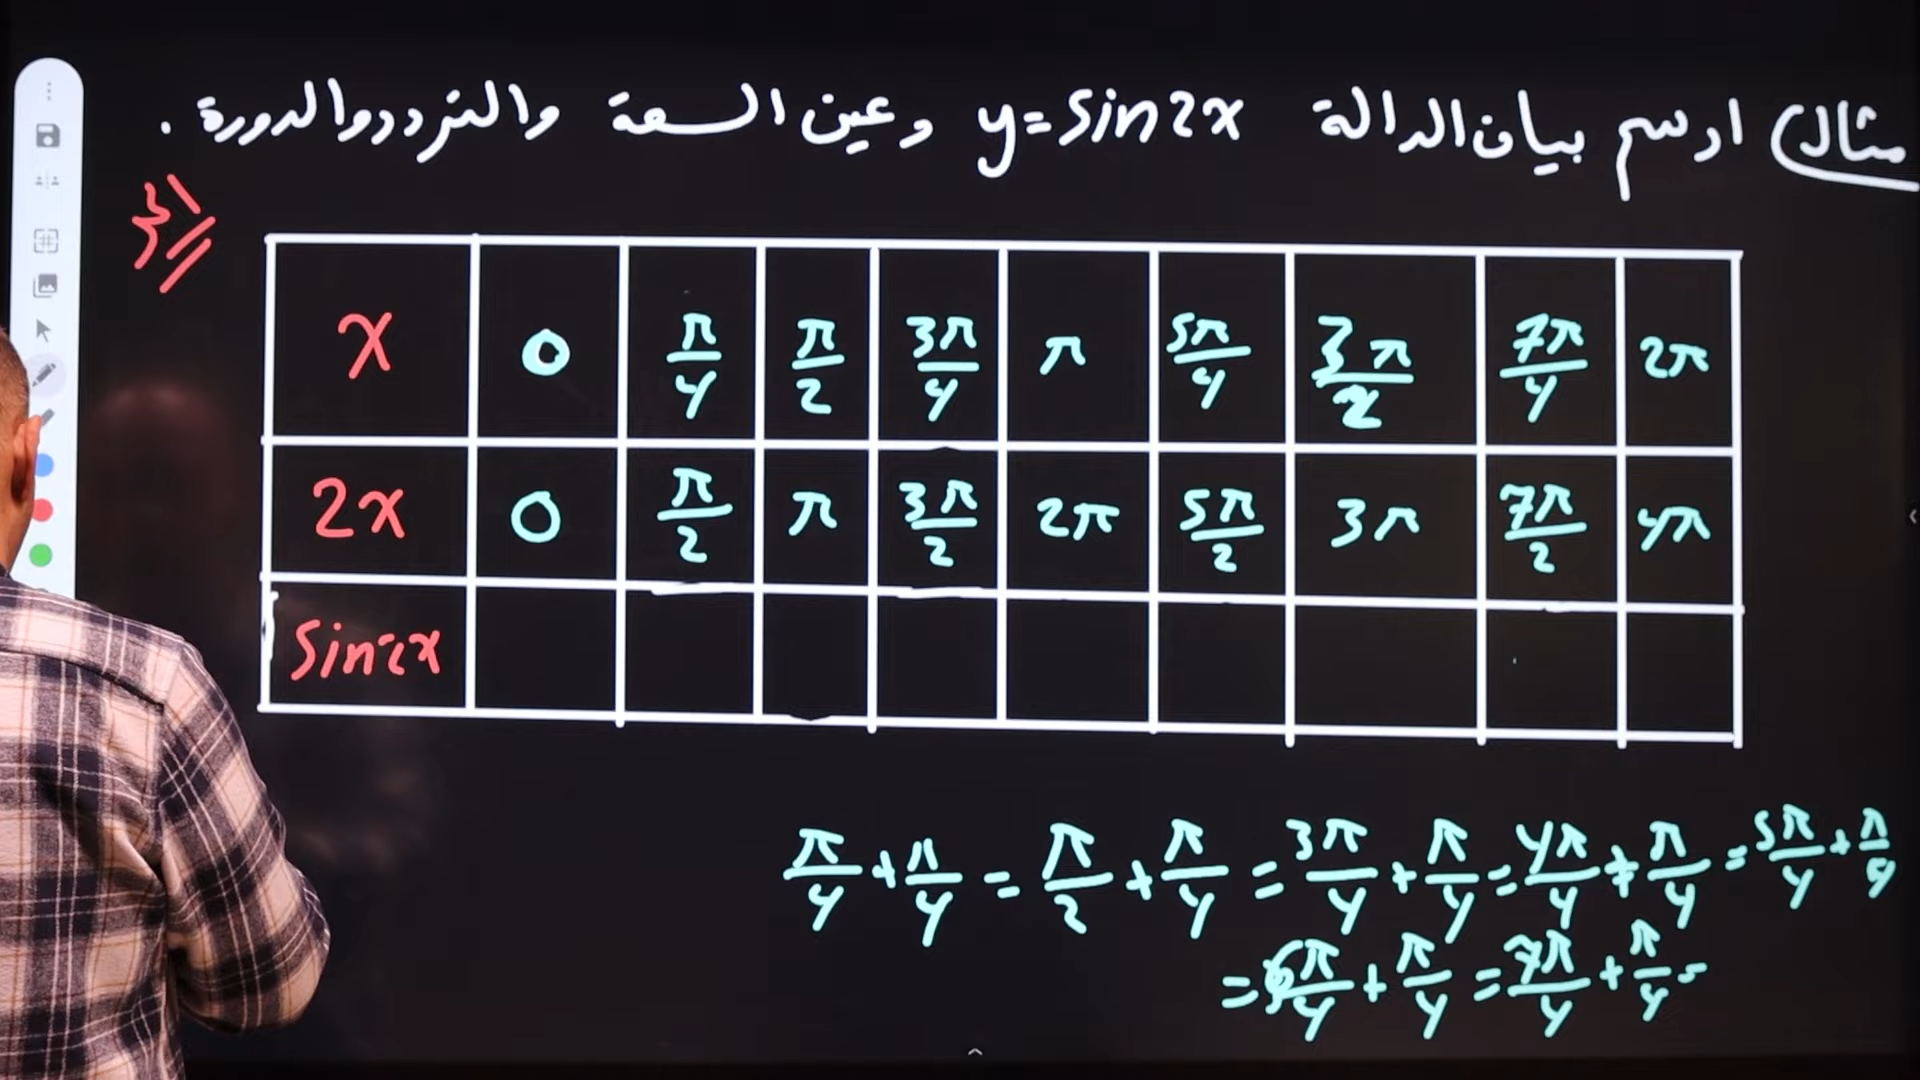 مثال ارسم بيان الدالة y=sin2x وعين السعة والتردد والدورة .
x 0 π/4 π/2 3π/4 π 5π/4 3π/2 7π/4 2π
2x 0 π/2 π 3π/2 2π 5π/2 3π 7π/2 4π
sin2x
π/4 + π/4 = π/2 + π/4 = 3π/4 + π/4 = 4π/4 + π/4 = 5π/4 + π/4
= 6π/4 + π/4 = 7π/4 + π/4 =